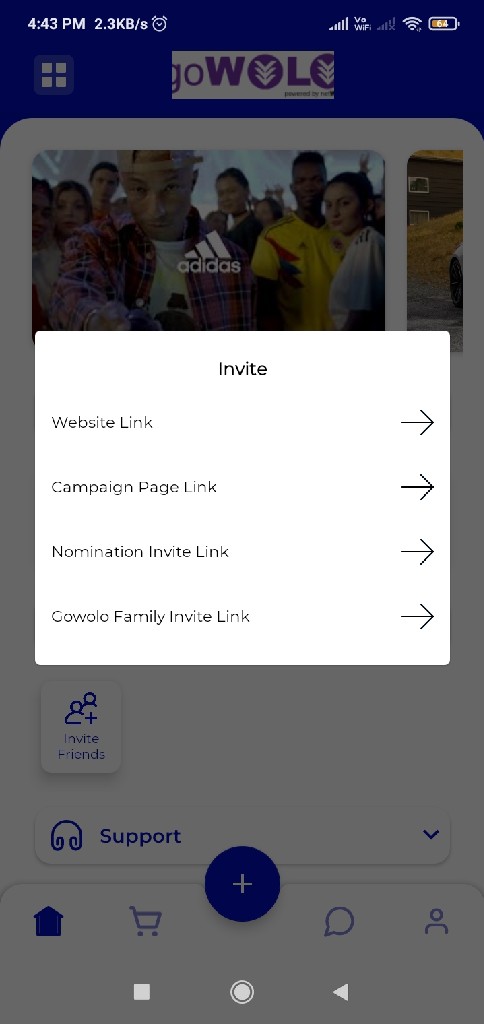 4:43 PM 2.3KB/s
Vo
WiFi
64
goWOLO
powered by
adidas
Invite
Website Link
Campaign Page Link
Nomination Invite Link
Gowolo Family Invite Link
Invite
Friends
Support